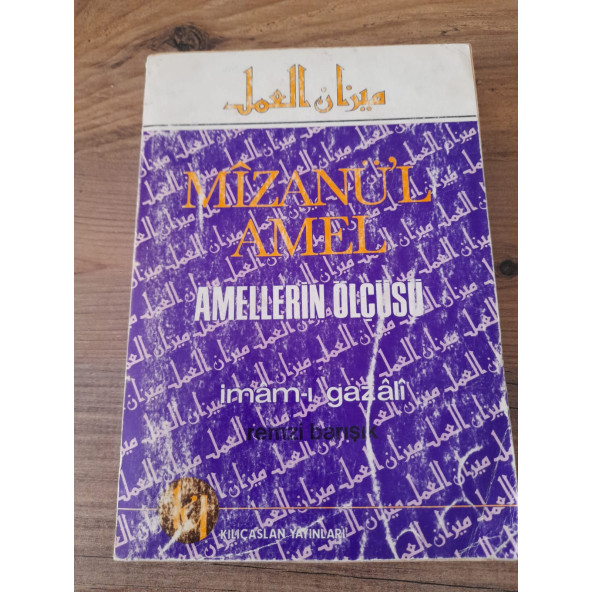 ميزان العمل
MÎZANÜ'L
AMEL
AMELLERİN ÖLÇÜSÜ
imâm-ı gazâlî
remzi barışık
KILIÇASLAN YAYINLARI